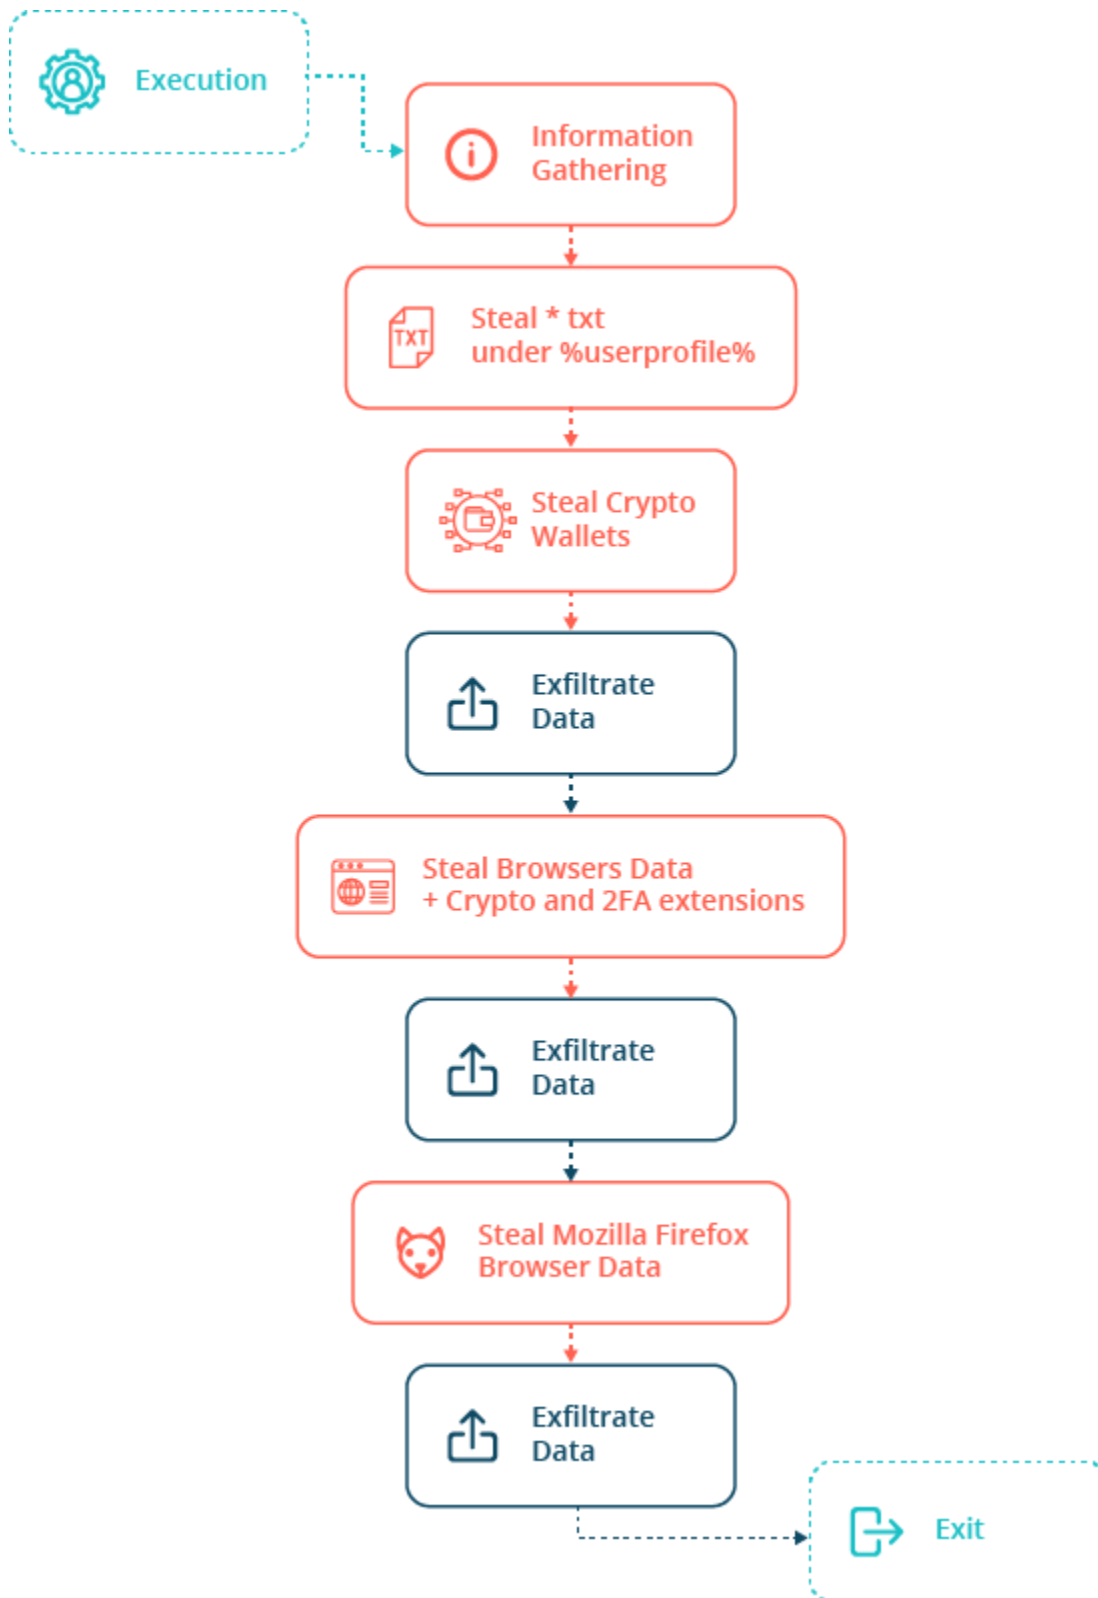 Execution
Information
Gathering
TXT
Steal * txt
under %userprofile%
Steal Crypto
Wallets
Exfiltrate
Data
Steal Browsers Data
+ Crypto and 2FA extensions
Exfiltrate
Data
Steal Mozilla Firefox
Browser Data
Exfiltrate
Data
Exit